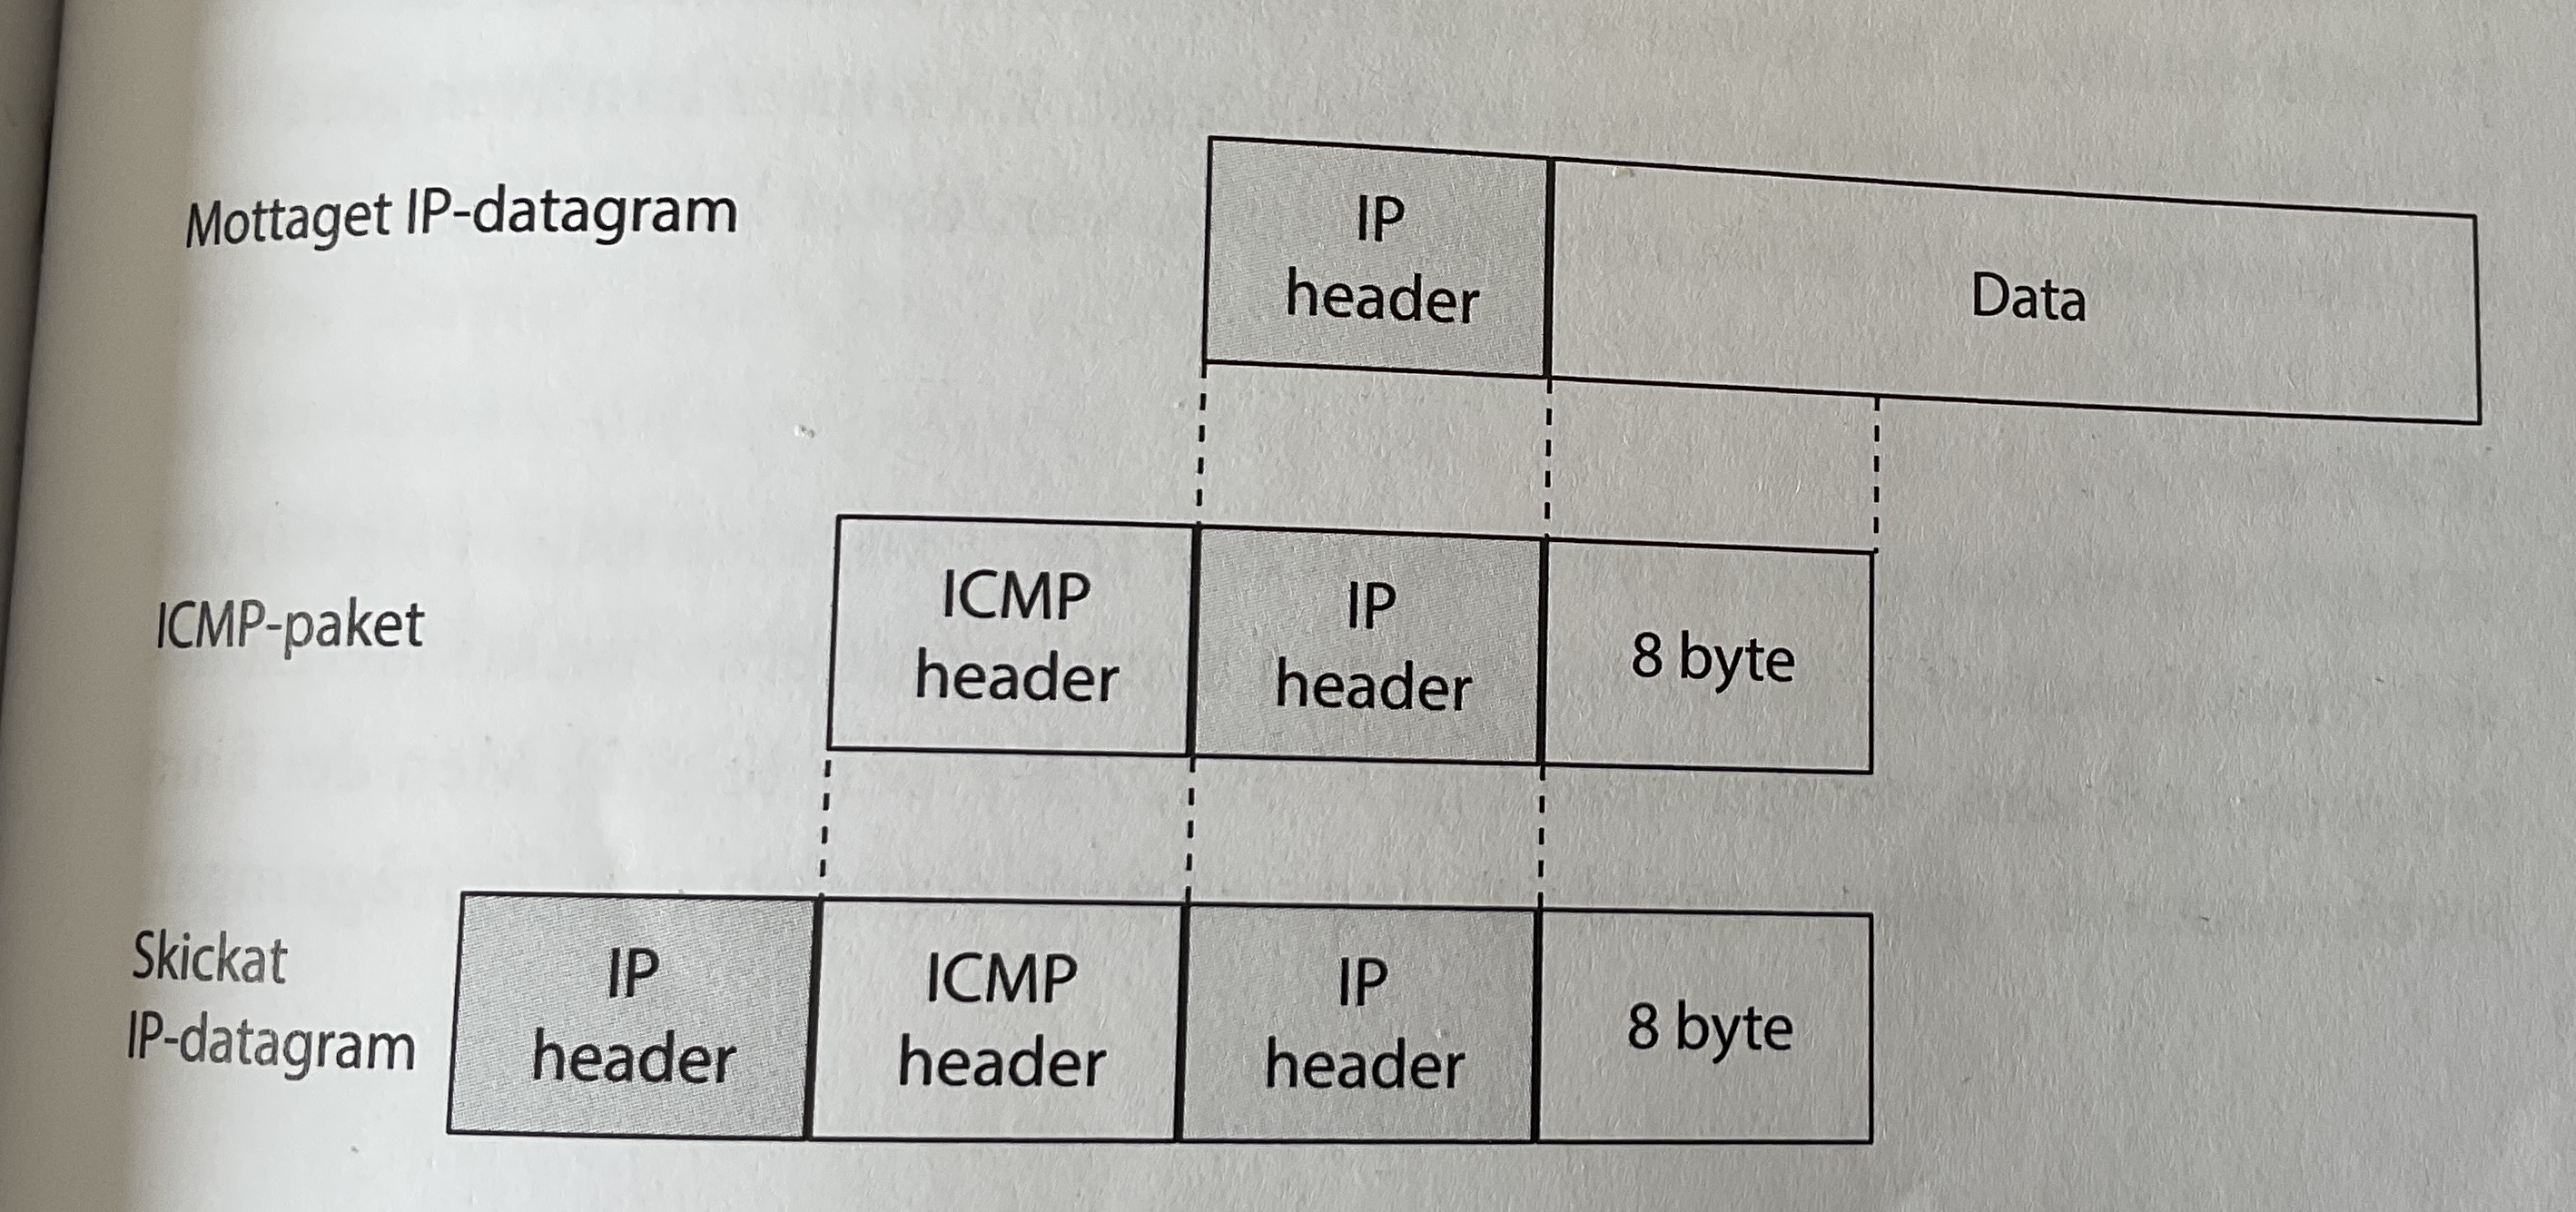 Mottaget IP-datagram
IP
header
Data
ICMP-paket
ICMP
header
IP
header
8 byte
Skickat
IP-datagram
IP
header
ICMP
header
IP
header
8 byte